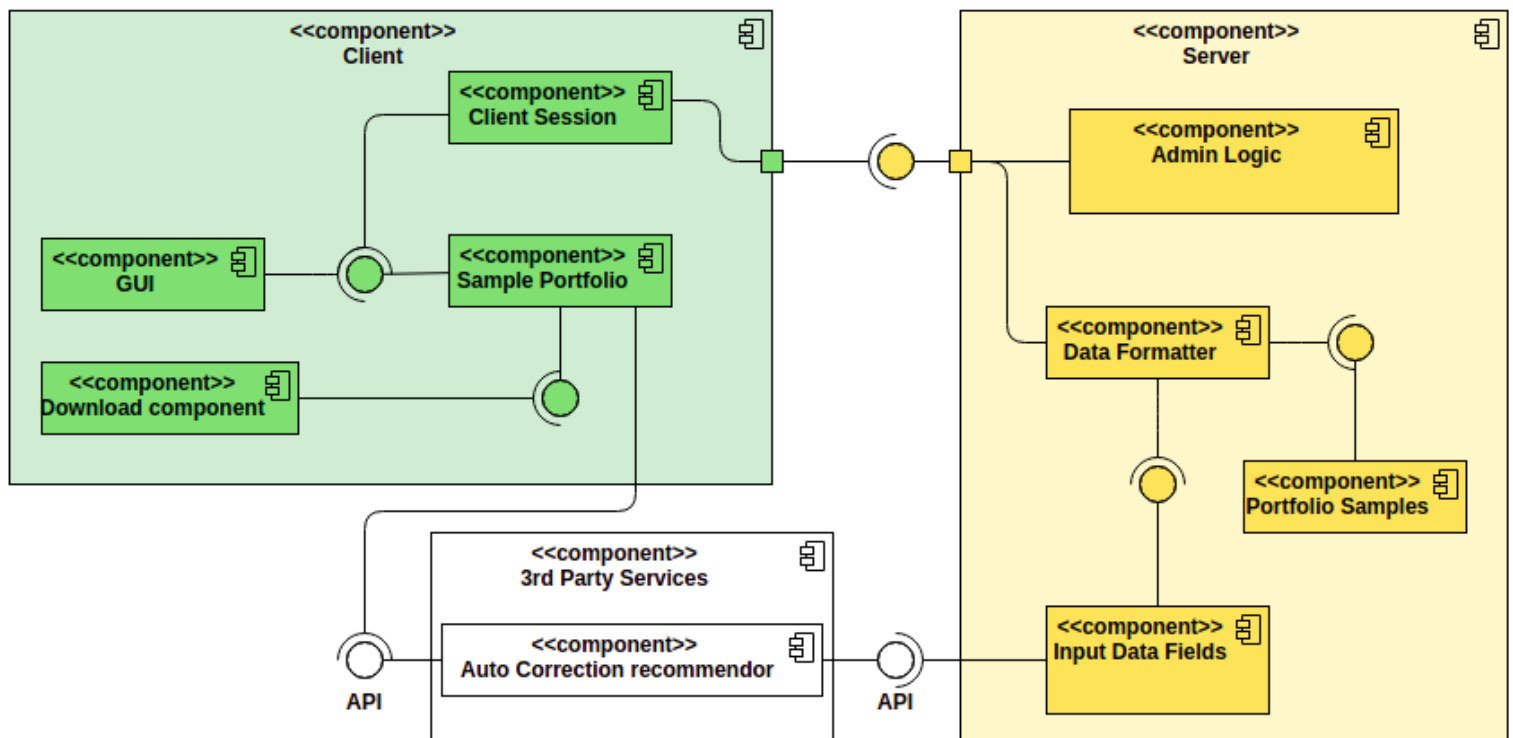 <<component>>
Client
<<component>>
Client Session
<<component>>
GUI
<<component>>
Sample Portfolio
<<component>>
Download component
<<component>>
Server
<<component>>
Admin Logic
<<component>>
Data Formatter
<<component>>
Portfolio Samples
<<component>>
Input Data Fields
<<component>>
3rd Party Services
<<component>>
Auto Correction recommendor
API
API